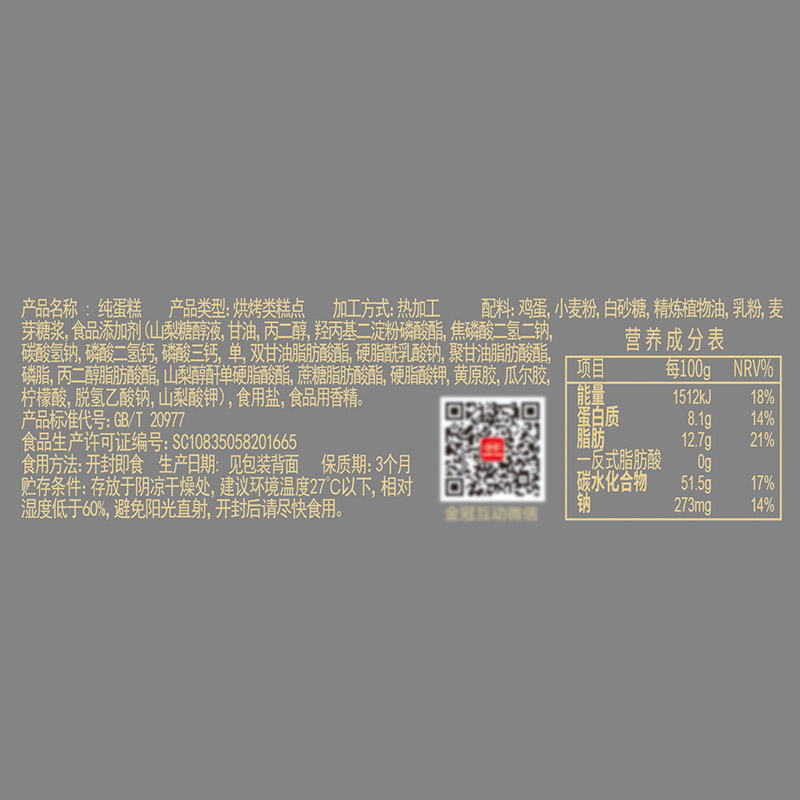 产品名称 : 纯蛋糕 产品类型: 烘烤类糕点 加工方式: 热加工 配料: 鸡蛋, 小麦粉, 白砂糖, 精炼植物油, 乳粉, 麦
芽糖浆, 食品添加剂(山梨糖醇液, 甘油, 丙二醇, 羟丙基二淀粉磷酸酯, 焦磷酸二氢二钠,
碳酸氢钠, 磷酸二氢钙, 磷酸三钙, 单, 双甘油脂肪酸酯, 硬脂酰乳酸钠, 聚甘油脂肪酸酯,
磷脂, 丙二醇脂肪酸酯, 山梨醇酐单硬脂酸酯, 蔗糖脂肪酸酯, 硬脂酸钾, 黄原胶, 瓜尔胶,
柠檬酸, 脱氢乙酸钠, 山梨酸钾), 食用盐, 食品用香精。
产品标准代号: GB/T 20977
食品生产许可证编号: SC10835058201665
食用方法: 开封即食 生产日期: 见包装背面 保质期: 3个月
贮存条件: 存放于阴凉干燥处, 建议环境温度27℃以下, 相对
湿度低于60%, 避免阳光直射, 开封后请尽快食用。
金冠互动微信
营养成分表
项目 每100g NRV%
能量 1512kJ 18%
蛋白质 8.1g 14%
脂肪 12.7g 21%
一反式脂肪酸 0g
碳水化合物 51.5g 17%
钠 273mg 14%